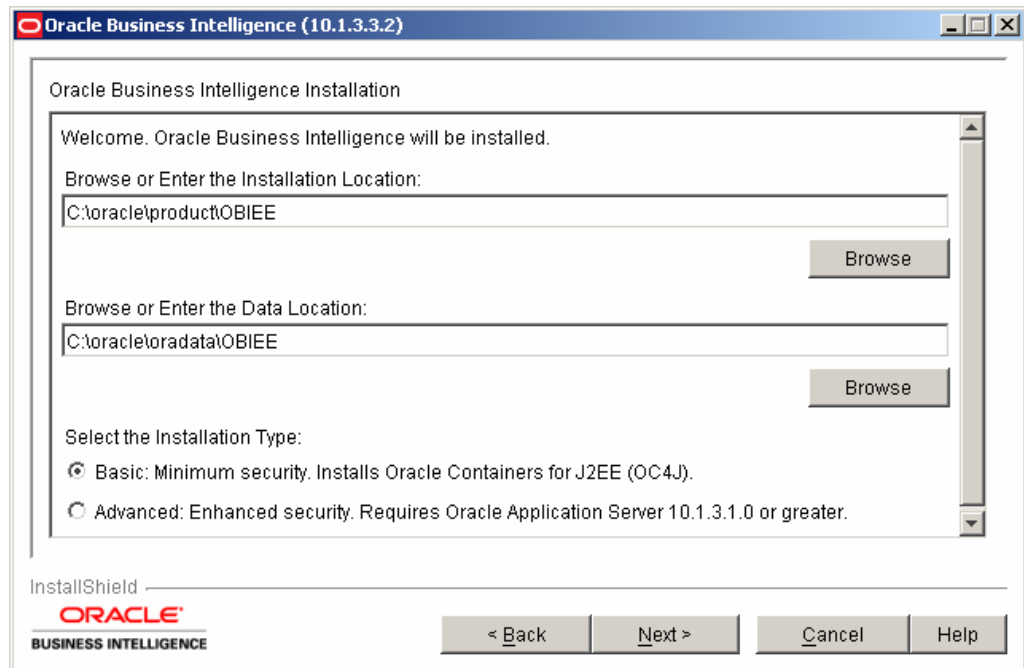 Oracle Business Intelligence (10.1.3.3.2)
Oracle Business Intelligence Installation
Welcome. Oracle Business Intelligence will be installed.
Browse or Enter the Installation Location:
C:\oracle\product\OBIEE
Browse
Browse or Enter the Data Location:
C:\oracle\oradata\OBIEE
Browse
Select the Installation Type:
Basic: Minimum security. Installs Oracle Containers for J2EE (OC4J).
Advanced: Enhanced security. Requires Oracle Application Server 10.1.3.1.0 or greater.
InstallShield
ORACLE
BUSINESS INTELLIGENCE
< Back
Next >
Cancel
Help